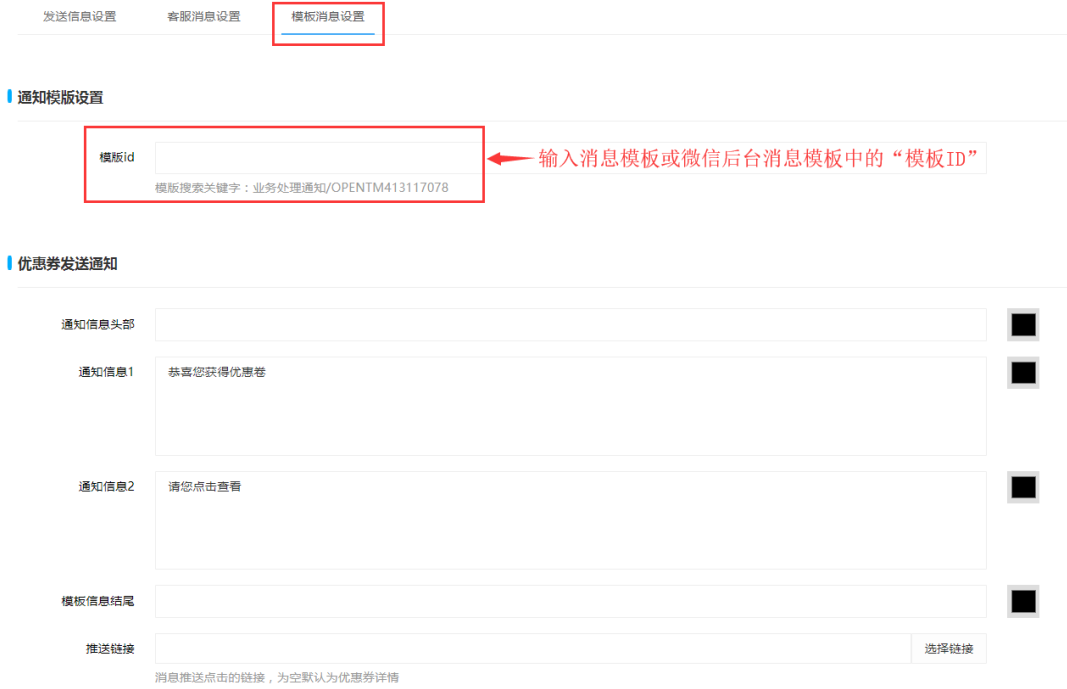 发送信息设置 客服消息设置 模板消息设置
通知模版设置
模版id
输入消息模板或微信后台消息模板中的“模板ID”
模版搜索关键字：业务处理通知/OPENTM413117078
优惠券发送通知
通知信息头部
通知信息1 恭喜您获得优惠卷
通知信息2 请您点击查看
模板信息结尾
推送链接 选择链接
消息推送点击的链接，为空默认为优惠券详情